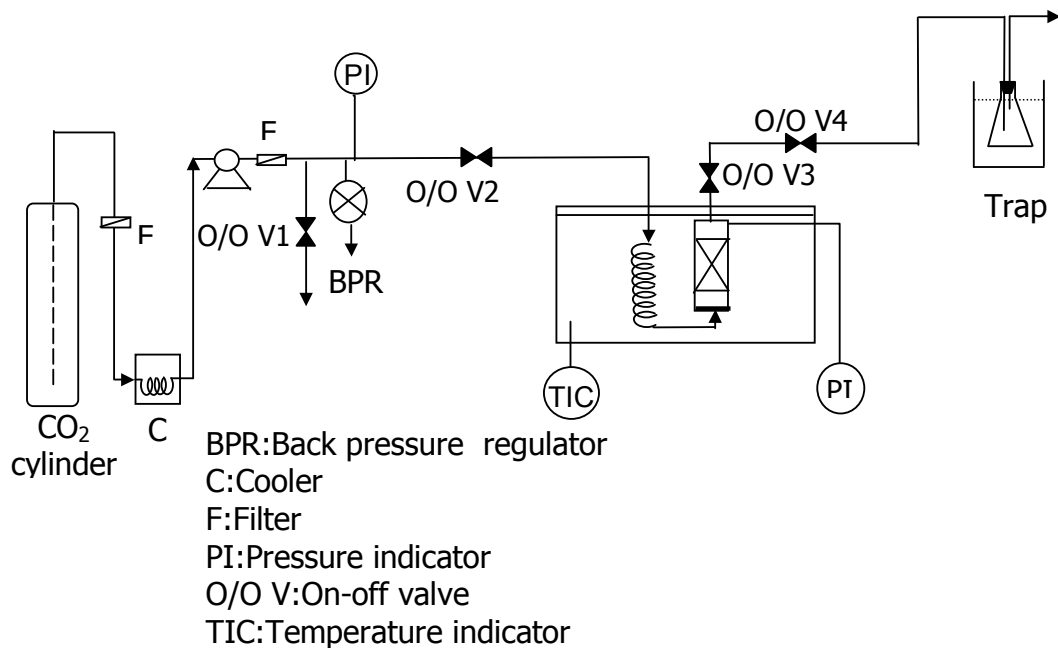 PI
F
O/O V4
O/O V1
O/O V2
O/O V3
Trap
F
BPR
TIC
PI
CO₂
cylinder
C
BPR:Back pressure regulator
C:Cooler
F:Filter
PI:Pressure indicator
O/O V:On-off valve
TIC:Temperature indicator